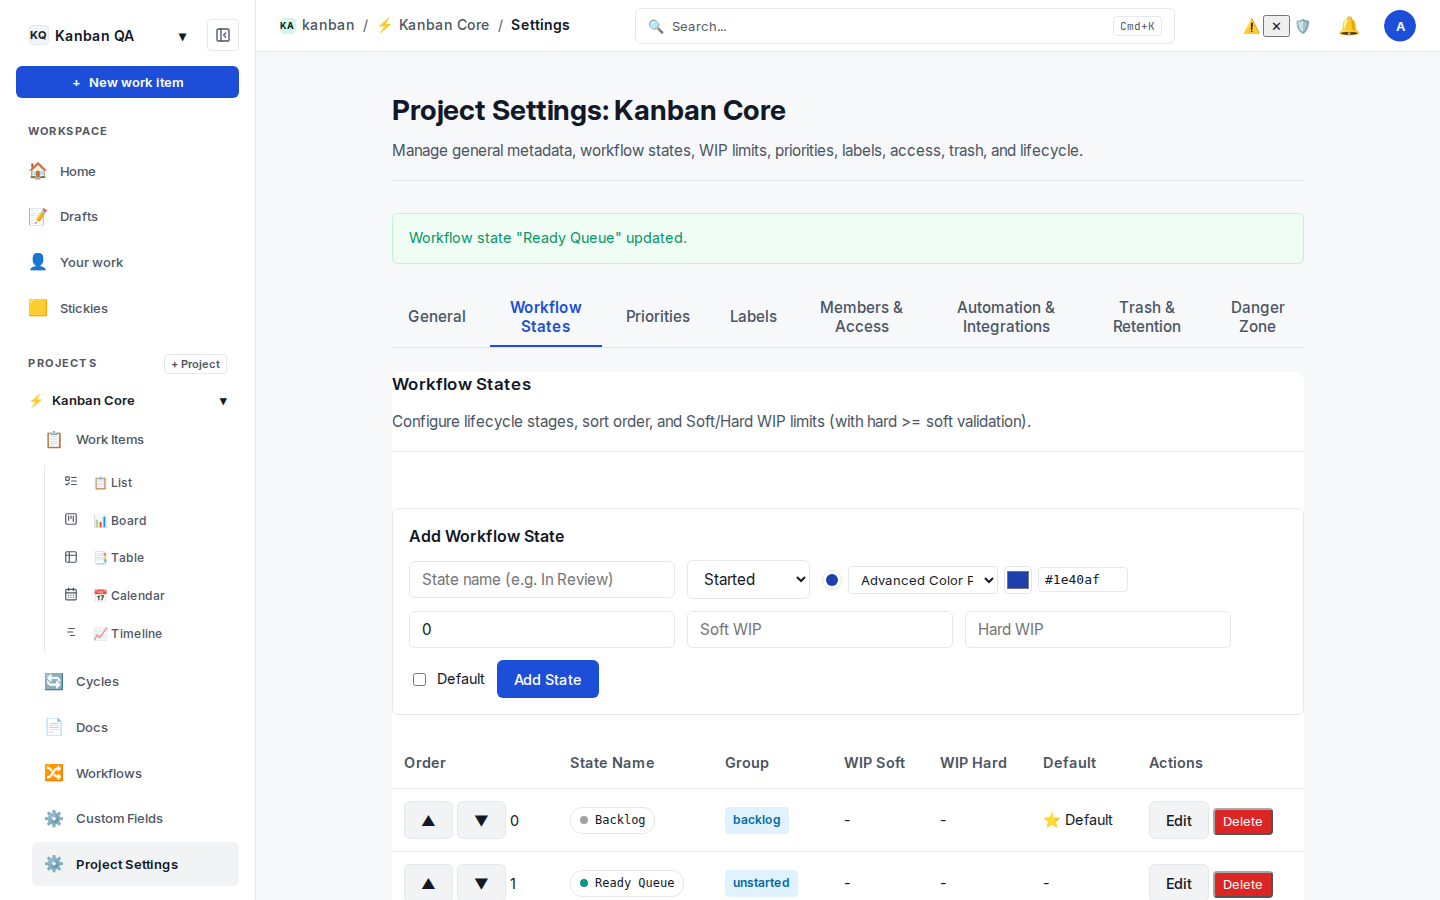 KQ Kanban QA ▾
+ New work item
WORKSPACE
Home
Drafts
Your work
Stickies
PROJECTS
+ Project
Kanban Core ▾
Work Items
List
Board
Table
Calendar
Timeline
Cycles
Docs
Workflows
Custom Fields
Project Settings
KA kanban / ⚡ Kanban Core / Settings
Search...
Cmd+K
✕
A
Project Settings: Kanban Core
Manage general metadata, workflow states, WIP limits, priorities, labels, access, trash, and lifecycle.
Workflow state "Ready Queue" updated.
General
Workflow
States
Priorities
Labels
Members &
Access
Automation &
Integrations
Trash &
Retention
Danger
Zone
Workflow States
Configure lifecycle stages, sort order, and Soft/Hard WIP limits (with hard >= soft validation).
Add Workflow State
State name (e.g. In Review)
Started
Advanced Color P
#1e40af
0
Soft WIP
Hard WIP
Default
Add State
Order State Name Group WIP Soft WIP Hard Default Actions
▲ ▼ 0 Backlog backlog - - ⭐ Default Edit Delete
▲ ▼ 1 Ready Queue unstarted - - - Edit Delete